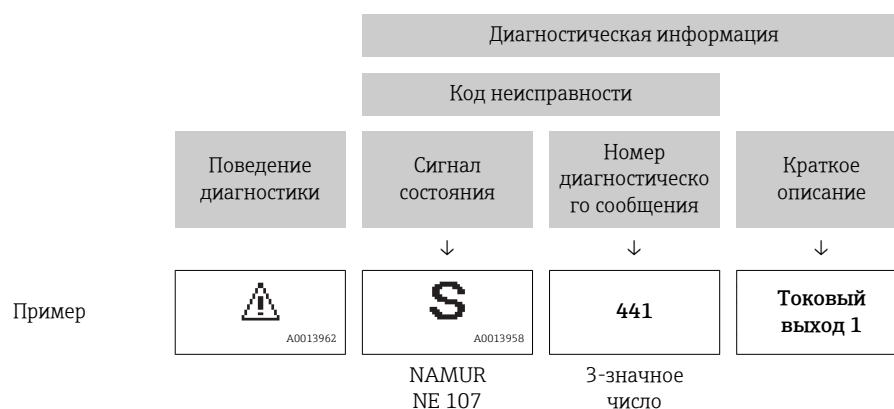 Диагностическая информация
Код неисправности
Поведение
диагностики
Сигнал
состояния
Номер
диагностическо
го сообщения
Краткое
описание
↓ ↓ ↓
Пример
A0013962
S
A0013958
441
Токовый
выход 1
NAMUR
NE 107
3-значное
число